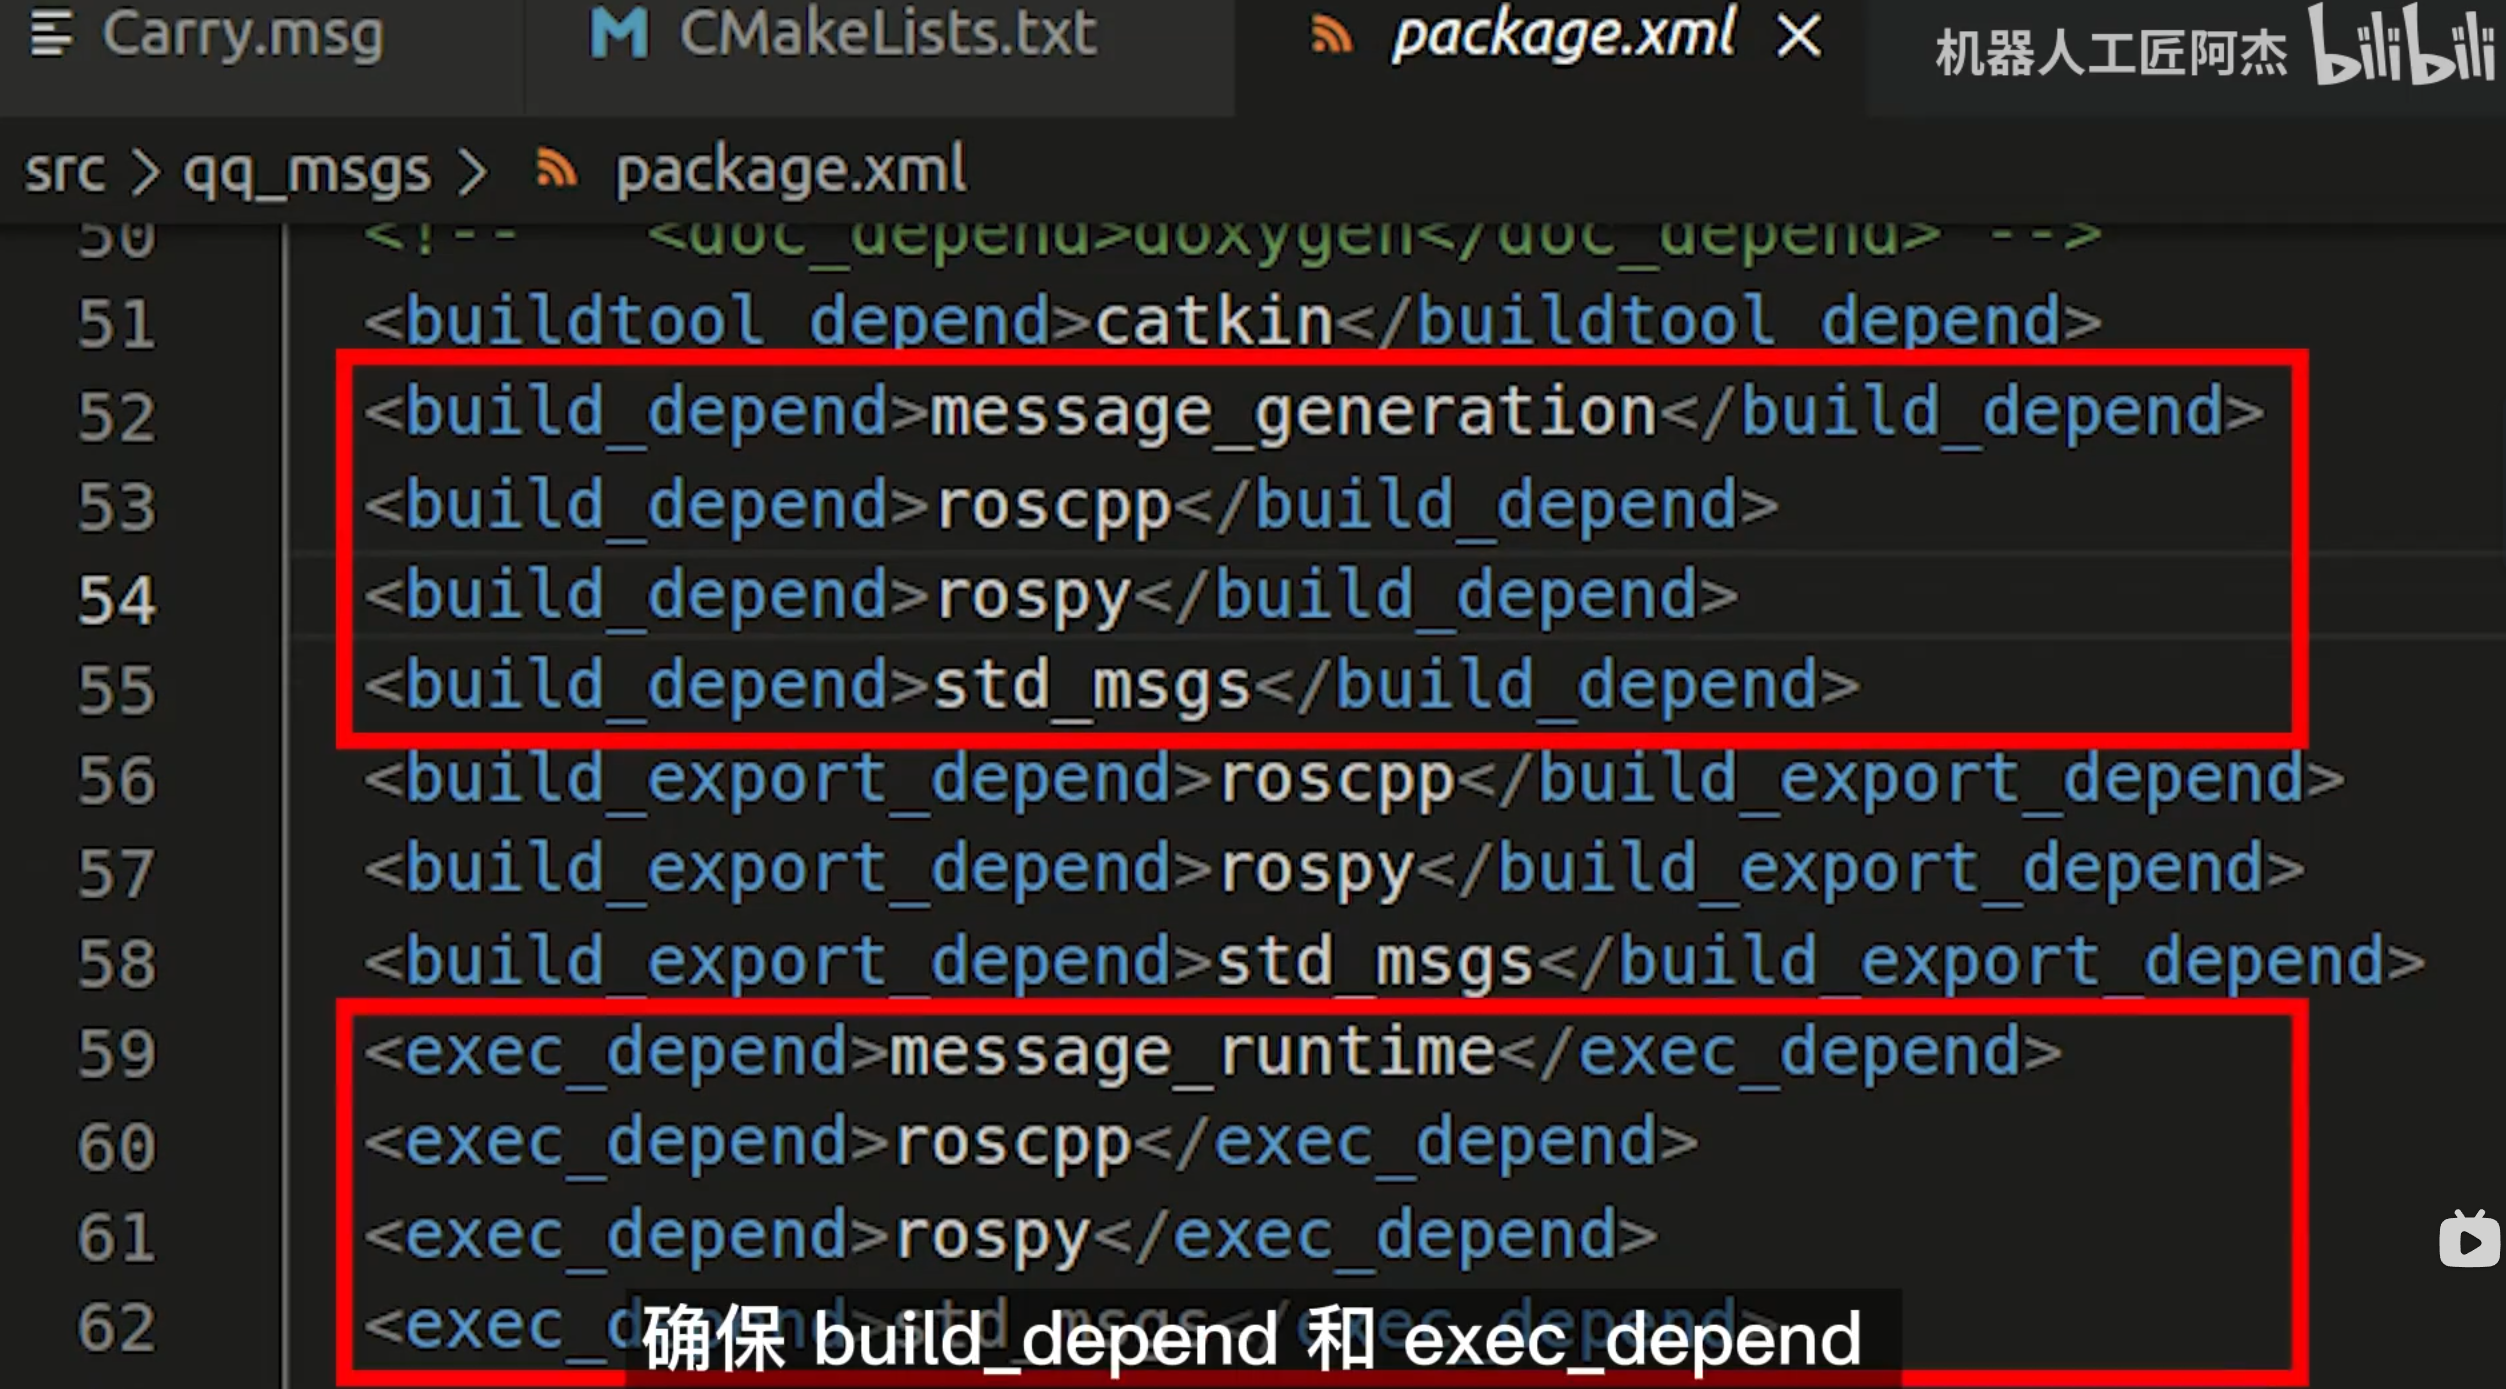 Carry.msg CMakeLists.txt package.xml 机器人工匠阿杰 bilibili
src > qq_msgs > package.xml
50 <!-- <doc_depend>doxygen</doc_depend> -->
51 <buildtool_depend>catkin</buildtool_depend>
52 <build_depend>message_generation</build_depend>
53 <build_depend>roscpp</build_depend>
54 <build_depend>rospy</build_depend>
55 <build_depend>std_msgs</build_depend>
56 <build_export_depend>roscpp</build_export_depend>
57 <build_export_depend>rospy</build_export_depend>
58 <build_export_depend>std_msgs</build_export_depend>
59 <exec_depend>message_runtime</exec_depend>
60 <exec_depend>roscpp</exec_depend>
61 <exec_depend>rospy</exec_depend>
62 <exec_depend>std_msgs</exec_depend>
确保 build_depend 和 exec_depend